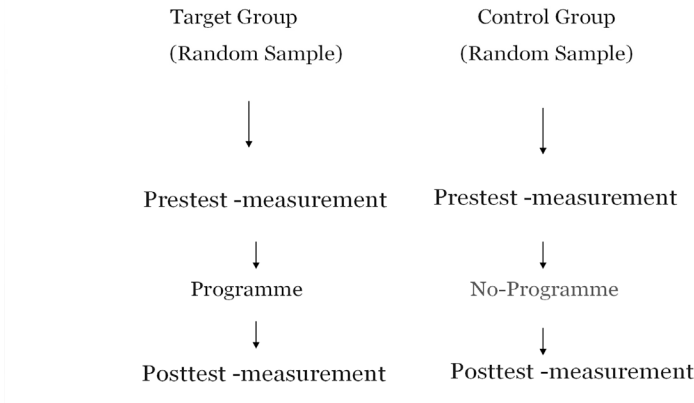 Target Group
(Random Sample)
Control Group
(Random Sample)
Prestest -measurement
Prestest -measurement
Programme
No-Programme
Posttest -measurement
Posttest -measurement